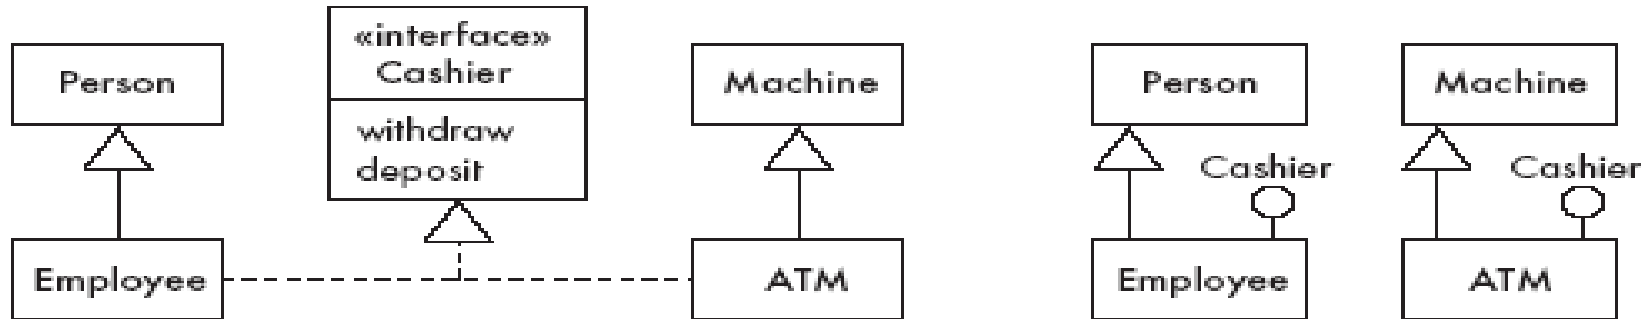 Person
«interface»
Cashier
withdraw
deposit
Machine
Employee
ATM
Person
Machine
Cashier
Cashier
Employee
ATM